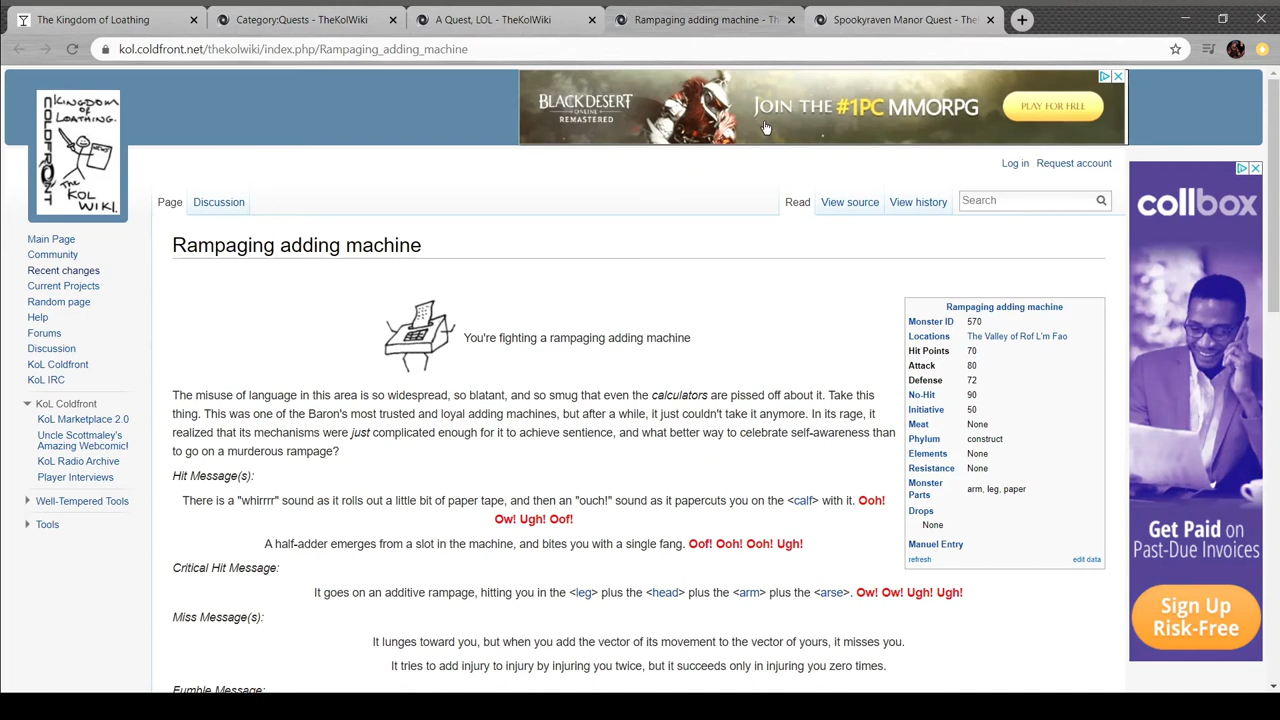 The Kingdom of Loathing
Category:Quests - TheKolWiki
A Quest, LOL - TheKolWiki
Rampaging adding machine - Th
Spookyraven Manor Quest - The
kol.coldfront.net/thekolwiki/index.php/Rampaging_adding_machine
KINGDOM OF LOATHING.
COLDFRONT
NEWS
The KOL WIKI.
BLACK DESERT
ONLINE
REMASTERED
JOIN THE #1PC MMORPG
PLAY FOR FREE
Log in Request account
Page Discussion Read View source View history Search
Main Page
Community
Recent changes
Current Projects
Random page
Help
Forums
Discussion
KoL Coldfront
KoL IRC
KoL Coldfront
KoL Marketplace 2.0
Uncle Scottmaley's
Amazing Webcomic!
KoL Radio Archive
Player Interviews
Well-Tempered Tools
Tools
Rampaging adding machine
You're fighting a rampaging adding machine
The misuse of language in this area is so widespread, so blatant, and so smug that even the calculators are pissed off about it. Take this
thing. This was one of the Baron's most trusted and loyal adding machines, but after a while, it just couldn't take it anymore. In its rage, it
realized that its mechanisms were just complicated enough for it to achieve sentience, and what better way to celebrate self-awareness than
to go on a murderous rampage?
Hit Message(s):
There is a "whirrrr" sound as it rolls out a little bit of paper tape, and then an "ouch!" sound as it papercuts you on the <calf> with it. Ooh!
Ow! Ugh! Oof!
A half-adder emerges from a slot in the machine, and bites you with a single fang. Oof! Ooh! Ooh! Ugh!
Critical Hit Message:
It goes on an additive rampage, hitting you in the <leg> plus the <head> plus the <arm> plus the <arse>. Ow! Ow! Ugh! Ugh!
Miss Message(s):
It lunges toward you, but when you add the vector of its movement to the vector of yours, it misses you.
It tries to add injury to injury by injuring you twice, but it succeeds only in injuring you zero times.
Fumble Message:
Rampaging adding machine
Monster ID 570
Locations The Valley of Rof L'm Fao
Hit Points 70
Attack 80
Defense 72
No-Hit 90
Initiative 50
Meat None
Phylum construct
Elements None
Resistance None
Monster
Parts arm, leg, paper
Drops
None
Manuel Entry
refresh edit data
collbox
Get Paid on
Past-Due Invoices
Sign Up
Risk-Free